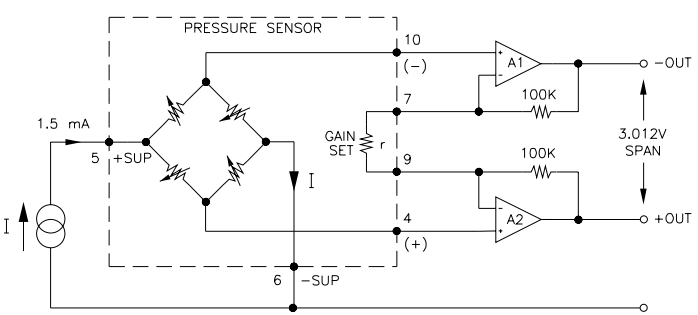 PRESSURE SENSOR
10
(-)
+
A1
-
-OUT
100K
7
1.5 mA
5
+SUP
GAIN
SET
r
3.012V
SPAN
9
100K
I
I
-
A2
+
+OUT
4
(+)
6
-SUP